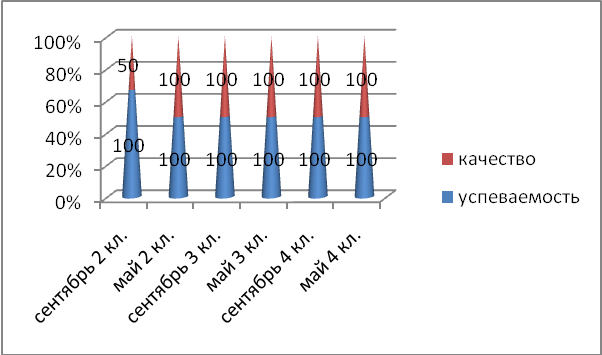 100%
80%
60%
40%
20%
0%
50 100 100 100 100 100
100 100 100 100 100 100
сентябрь 2 кл.
май 2 кл.
сентябрь 3 кл.
май 3 кл.
сентябрь 4 кл.
май 4 кл.
качество
успеваемость